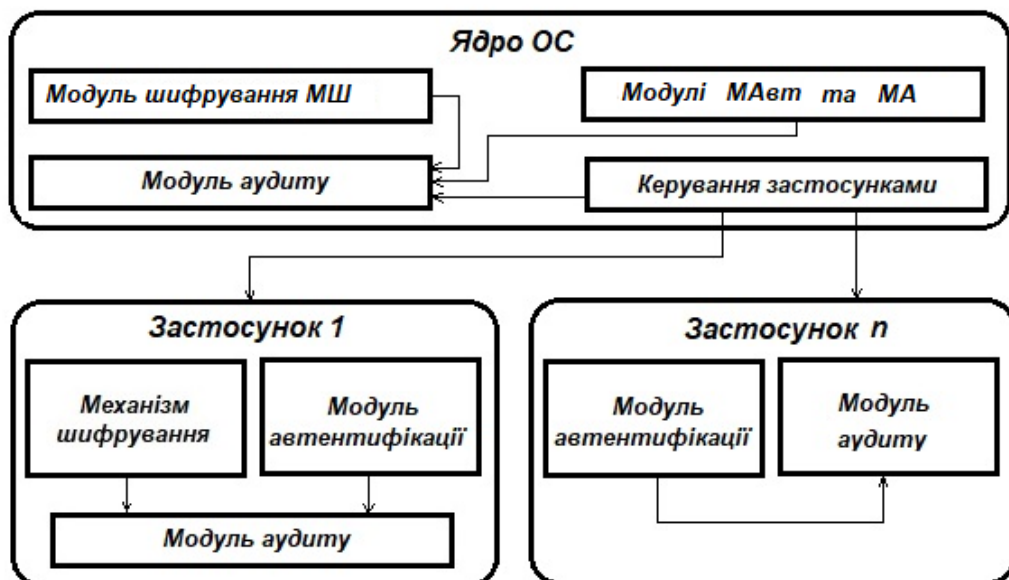 Ядро ОС
Модуль шифрування МШ
Модулі МАвт та МА
Модуль аудиту
Керування застосунками
Застосунок 1
Механізм
шифрування
Модуль
автентифікації
Модуль аудиту
Застосунок n
Модуль
автентифікації
Модуль
аудиту